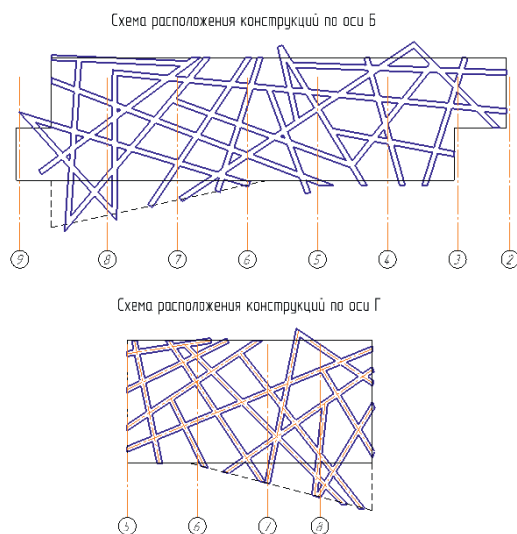 Схема расположения конструкций по оси Б
9 8 7 6 5 4 3 2
Схема расположения конструкций по оси Г
5 6 7 8